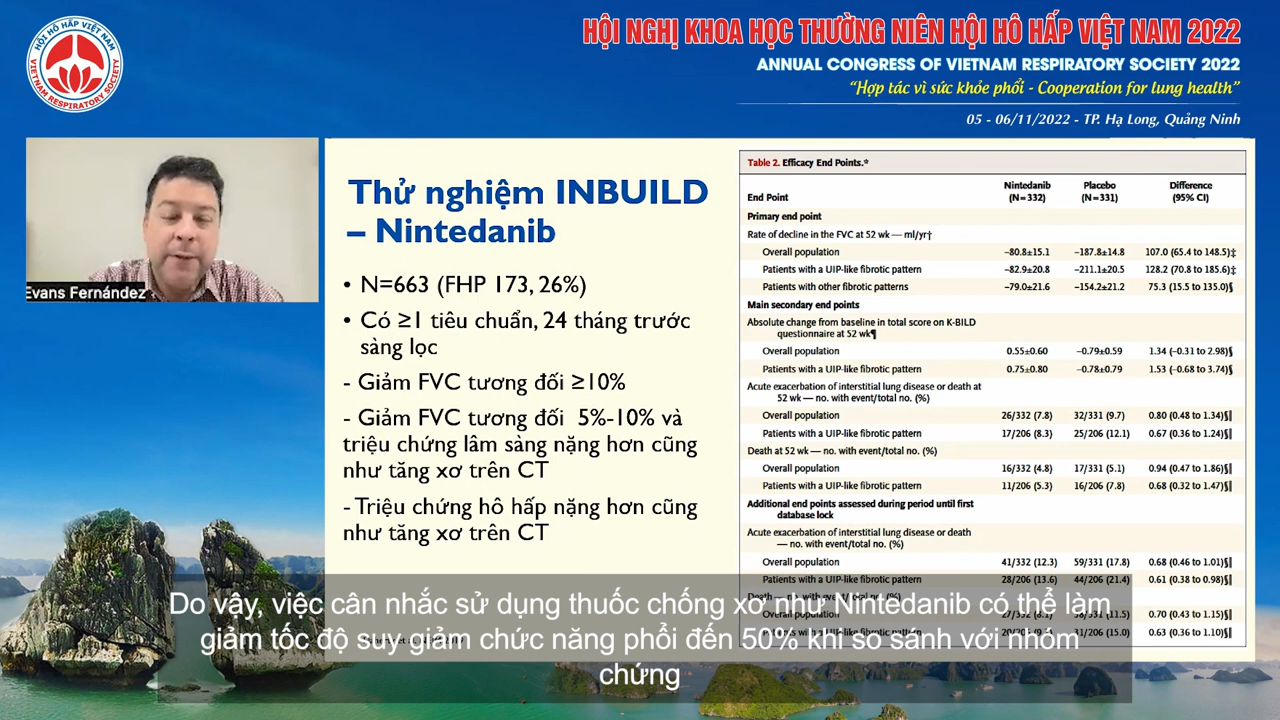 HỘI HÔ HẤP VIỆT NAM
VIETNAM RESPIRATORY SOCIETY
HỘI NGHỊ KHOA HỌC THƯỜNG NIÊN HỘI HÔ HẤP VIỆT NAM 2022
ANNUAL CONGRESS OF VIETNAM RESPIRATORY SOCIETY 2022
“Hợp tác vì sức khỏe phổi - Cooperation for lung health”
05 - 06/11/2022 - TP. Hạ Long, Quảng Ninh
Evans Fernández
Thử nghiệm INBUILD
– Nintedanib
• N=663 (FHP 173, 26%)
• Có ≥1 tiêu chuẩn, 24 tháng trước
sàng lọc
- Giảm FVC tương đối ≥10%
- Giảm FVC tương đối 5%-10% và
triệu chứng lâm sàng nặng hơn cũng
như tăng xơ trên CT
- Triệu chứng hô hấp nặng hơn cũng
như tăng xơ trên CT
Table 2. Efficacy End Points.*
End Point Nintedanib (N=332) Placebo (N=331) Difference (95% CI)
Primary end point
Rate of decline in the FVC at 52 wk — ml/yr†
Overall population −80.8±15.1 −187.8±14.8 107.0 (65.4 to 148.5)‡
Patients with a UIP-like fibrotic pattern −82.9±20.8 −211.1±20.5 128.2 (70.8 to 185.6)‡
Patients with other fibrotic patterns −79.0±21.6 −154.2±21.2 75.3 (15.5 to 135.0)§
Main secondary end points
Absolute change from baseline in total score on K-BILD
questionnaire at 52 wk¶
Overall population 0.55±0.60 −0.79±0.59 1.34 (−0.31 to 2.98)§
Patients with a UIP-like fibrotic pattern 0.75±0.80 −0.78±0.79 1.53 (−0.68 to 3.74)§
Acute exacerbation of interstitial lung disease or death at
52 wk — no. with event/total no. (%)
Overall population 26/332 (7.8) 32/331 (9.7) 0.80 (0.48 to 1.34)§‖
Patients with a UIP-like fibrotic pattern 17/206 (8.3) 25/206 (12.1) 0.67 (0.36 to 1.24)§‖
Death at 52 wk — no. with event/total no. (%)
Overall population 16/332 (4.8) 17/331 (5.1) 0.94 (0.47 to 1.86)§‖
Patients with a UIP-like fibrotic pattern 11/206 (5.3) 16/206 (7.8) 0.68 (0.32 to 1.47)§‖
Additional end points assessed during period until first
database lock
Acute exacerbation of interstitial lung disease or death
— no. with event/total no. (%)
Overall population 41/332 (12.3) 59/331 (17.8) 0.68 (0.46 to 1.01)§‖
Patients with a UIP-like fibrotic pattern 28/206 (13.6) 44/206 (21.4) 0.61 (0.38 to 0.98)§‖
Overall population 0.70 (0.43 to 1.15)§‖
Patients with a UIP-like fibrotic pattern (15.0) 0.63 (0.36 to 1.10)§‖
Do vậy, việc cân nhắc sử dụng thuốc chống xơ như Nintedanib có thể làm
giảm tốc độ suy giảm chức năng phổi đến 50% khi so sánh với nhóm
chứng